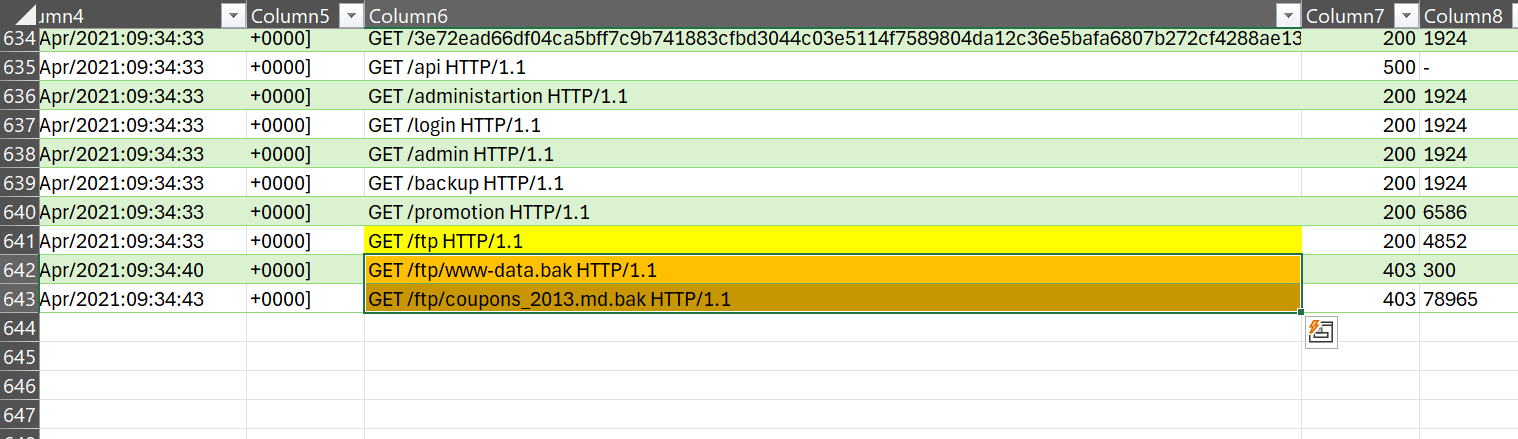 umn4 Column5 Column6 Column7 Column8
634 Apr/2021:09:34:33 +0000] GET /3e72ead66df04ca5bff7c9b741883cfbd3044c03e5114f7589804da12c36e5bafa6807b272cf4288ae13 200 1924
635 Apr/2021:09:34:33 +0000] GET /api HTTP/1.1 500 -
636 Apr/2021:09:34:33 +0000] GET /administartion HTTP/1.1 200 1924
637 Apr/2021:09:34:33 +0000] GET /login HTTP/1.1 200 1924
638 Apr/2021:09:34:33 +0000] GET /admin HTTP/1.1 200 1924
639 Apr/2021:09:34:33 +0000] GET /backup HTTP/1.1 200 1924
640 Apr/2021:09:34:33 +0000] GET /promotion HTTP/1.1 200 6586
641 Apr/2021:09:34:33 +0000] GET /ftp HTTP/1.1 200 4852
642 Apr/2021:09:34:40 +0000] GET /ftp/www-data.bak HTTP/1.1 403 300
643 Apr/2021:09:34:43 +0000] GET /ftp/coupons_2013.md.bak HTTP/1.1 403 78965
644
645
646
647